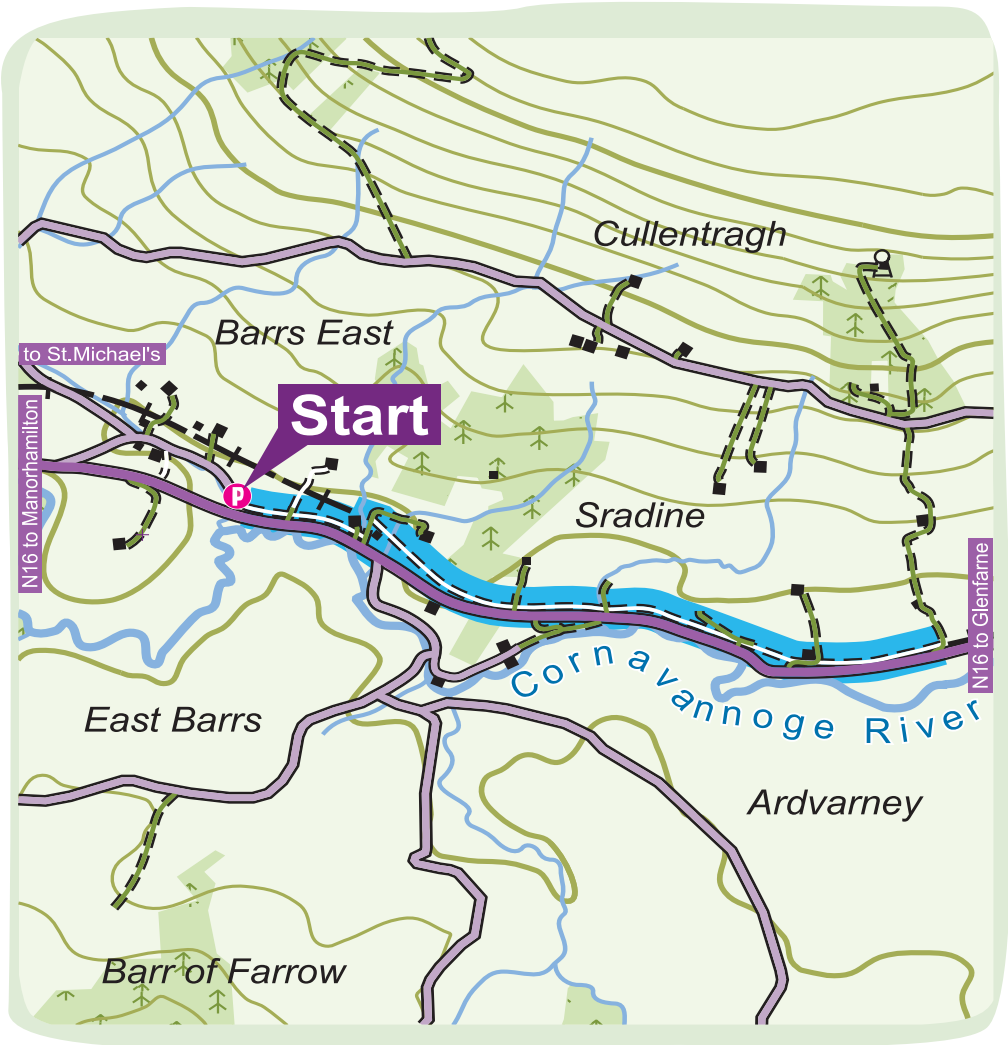 Cullentragh
Barrs East
to St.Michael's
Start
N16 to Manorhamilton
P
Sradine
N16 to Glenfarne
Cornavannoge River
East Barrs
Ardvarney
Barr of Farrow